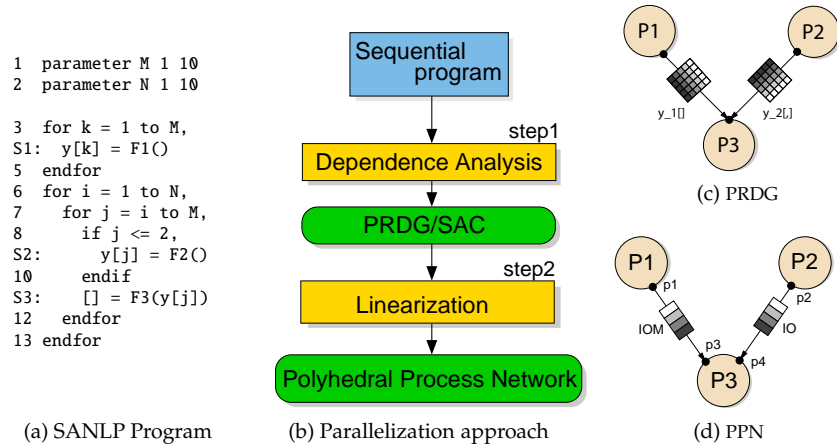 1 parameter M 1 10
2 parameter N 1 10
3 for k = 1 to M,
S1: y[k] = F1()
5 endfor
6 for i = 1 to N,
7 for j = i to M,
8 if j <= 2,
S2: y[j] = F2()
10 endif
S3: [] = F3(y[j])
12 endfor
13 endfor
(a) SANLP Program
Sequential
program
step1
Dependence Analysis
PRDG/SAC
step2
Linearization
Polyhedral Process Network
(b) Parallelization approach
P1
P2
y_1[]
y_2[,]
P3
(c) PRDG
P1
P2
p1
p2
IOM
IO
p3
p4
P3
(d) PPN